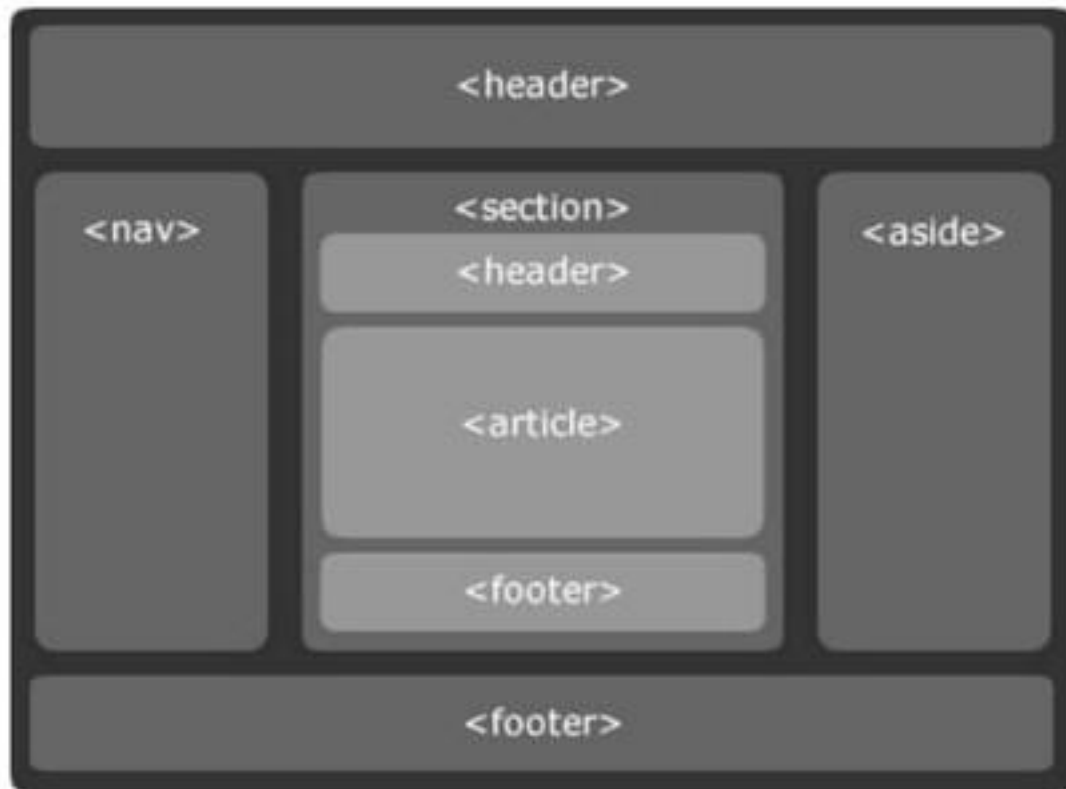 <header>
<nav>
<section>
<aside>
<header>
<article>
<footer>
<footer>